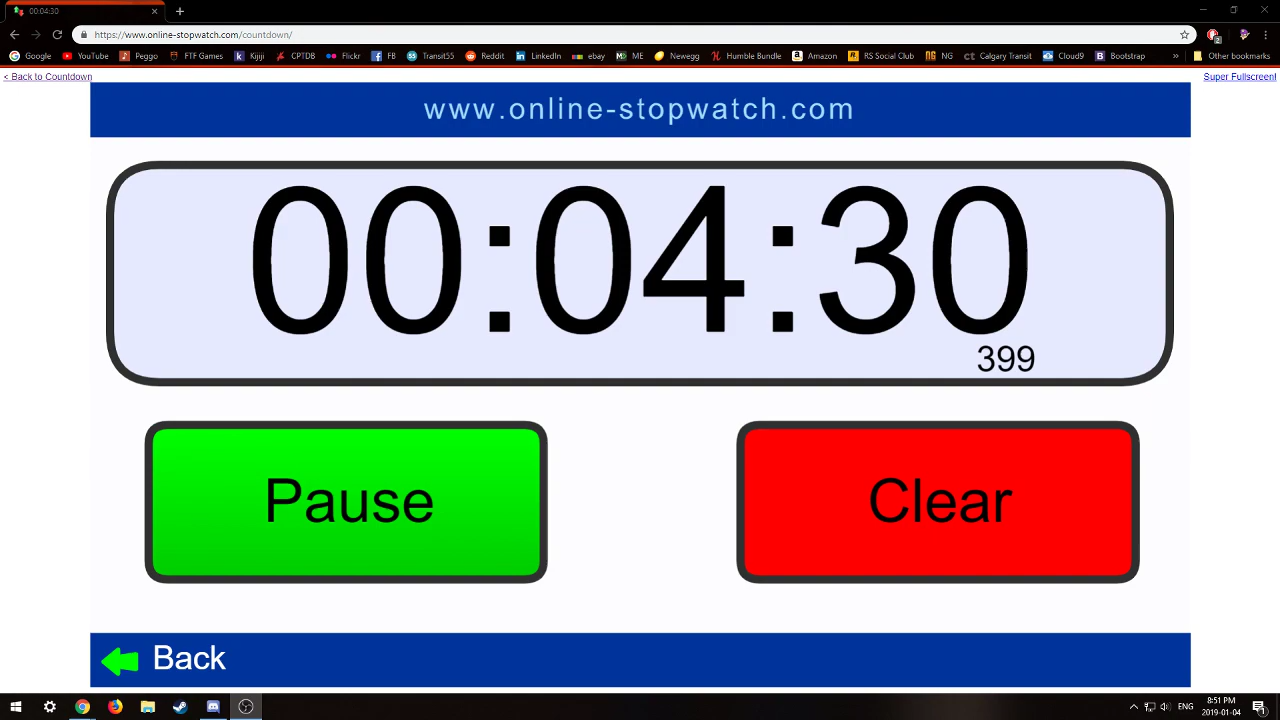 00:04:30
https://www.online-stopwatch.com/countdown/
Google YouTube Peggo FTF Games Kijiji CPTDB Flickr FB Transit55 Reddit LinkedIn ebay ME Newegg Humble Bundle Amazon RS Social Club NG Calgary Transit Cloud9 Bootstrap » Other bookmarks
< Back to Countdown Super Fullscreen!
www.online-stopwatch.com
00:04:30
399
Pause Clear
Back
8:51 PM
ENG
2019-01-04